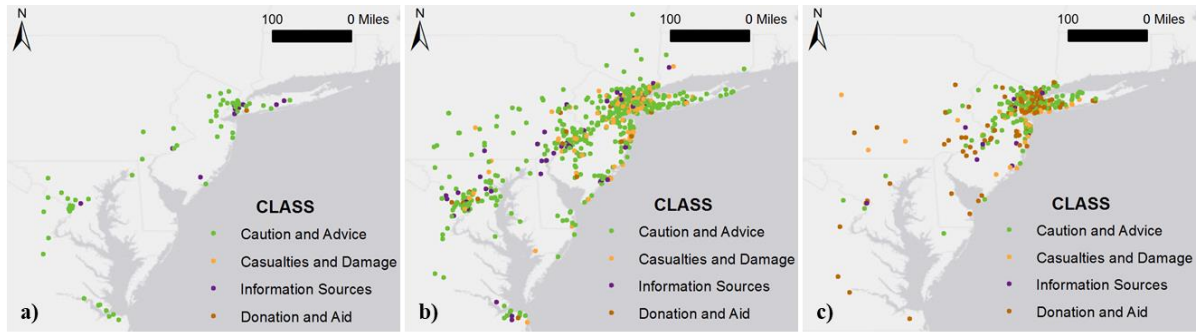 N
100 0 Miles
CLASS
Caution and Advice
Casualties and Damage
Information Sources
Donation and Aid
a)
N
100 0 Miles
CLASS
Caution and Advice
Casualties and Damage
Information Sources
Donation and Aid
b)
N
100 0 Miles
CLASS
Caution and Advice
Casualties and Damage
Information Sources
Donation and Aid
c)